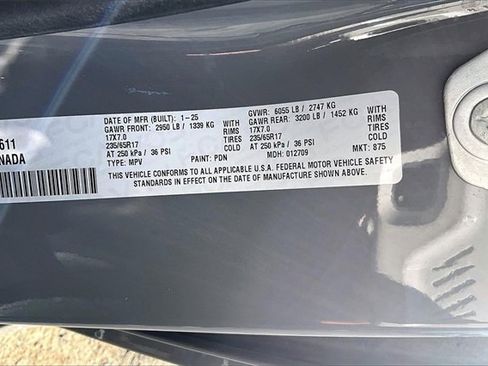 611
NADA
DATE OF MFR (BUILT): 1-25
GAWR FRONT: 2950 LB / 1339 KG WITH
17X7.0 RIMS
235/65R17 TIRES
AT 250 kPa / 36 PSI COLD
TYPE: MPV PAINT: PDN
GVWR: 6055 LB / 2747 KG
GAWR REAR: 3200 LB / 1452 KG WITH
17X7.0 RIMS
235/65R17 TIRES
AT 250 kPa / 36 PSI COLD
MDH: 012709 MKT: 875
THIS VEHICLE CONFORMS TO ALL APPLICABLE U.S.A. FEDERAL MOTOR VEHICLE SAFETY
STANDARDS IN EFFECT ON THE DATE OF MANUFACTURE SHOWN ABOVE.